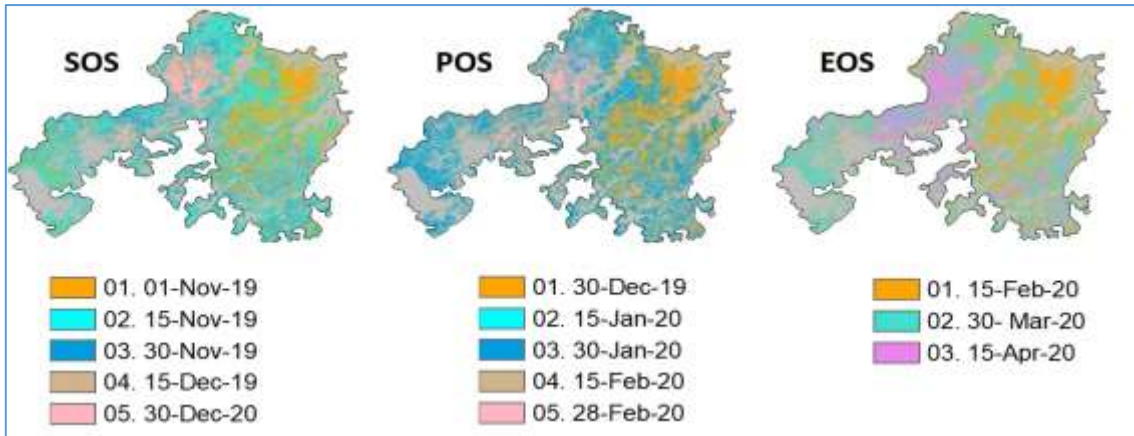 SOS
POS
EOS
01. 01-Nov-19
02. 15-Nov-19
03. 30-Nov-19
04. 15-Dec-19
05. 30-Dec-20
01. 30-Dec-19
02. 15-Jan-20
03. 30-Jan-20
04. 15-Feb-20
05. 28-Feb-20
01. 15-Feb-20
02. 30- Mar-20
03. 15-Apr-20